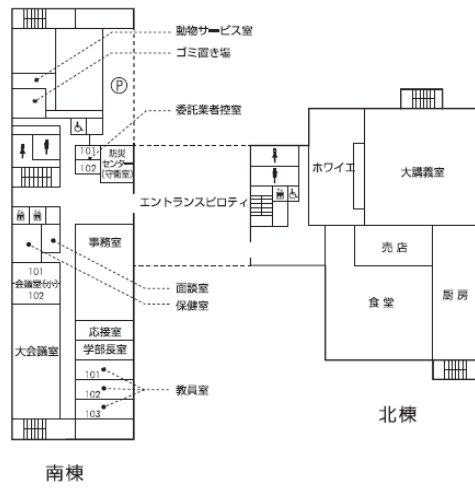 動物サービス室
ゴミ置き場
Ⓟ
委託業者控室
101
102
防災
センター
(守衛室)
エントランスピロティ
ホワイエ
大講義室
売店
食堂
厨房
事務室
面談室
保健室
101
会議室(小)
102
応接室
学部長室
大会議室
101
102
103
教員室
北棟
南棟